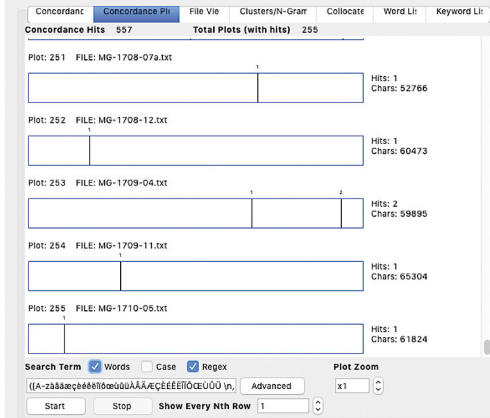 Concordanc Concordance Pl File Vie Clusters/N-Gram Collocate Word Li: Keyword Li:
Concordance Hits 557 Total Plots (with hits) 255
Plot: 251 FILE: MG-1708-07a.txt
1
Hits: 1
Chars: 52766
Plot: 252 FILE: MG-1708-12.txt
1
Hits: 1
Chars: 60473
Plot: 253 FILE: MG-1709-04.txt
1 2
Hits: 2
Chars: 59895
Plot: 254 FILE: MG-1709-11.txt
1
Hits: 1
Chars: 65304
Plot: 255 FILE: MG-1710-05.txt
1
Hits: 1
Chars: 61824
Search Term Words Case Regex Plot Zoom
(([A-zàâäæçèéêëîïôœùûüÀÂÄÆÇÈÉÊËÎÏÔŒÙÛÜ \n, Advanced x1
Start Stop Show Every Nth Row 1